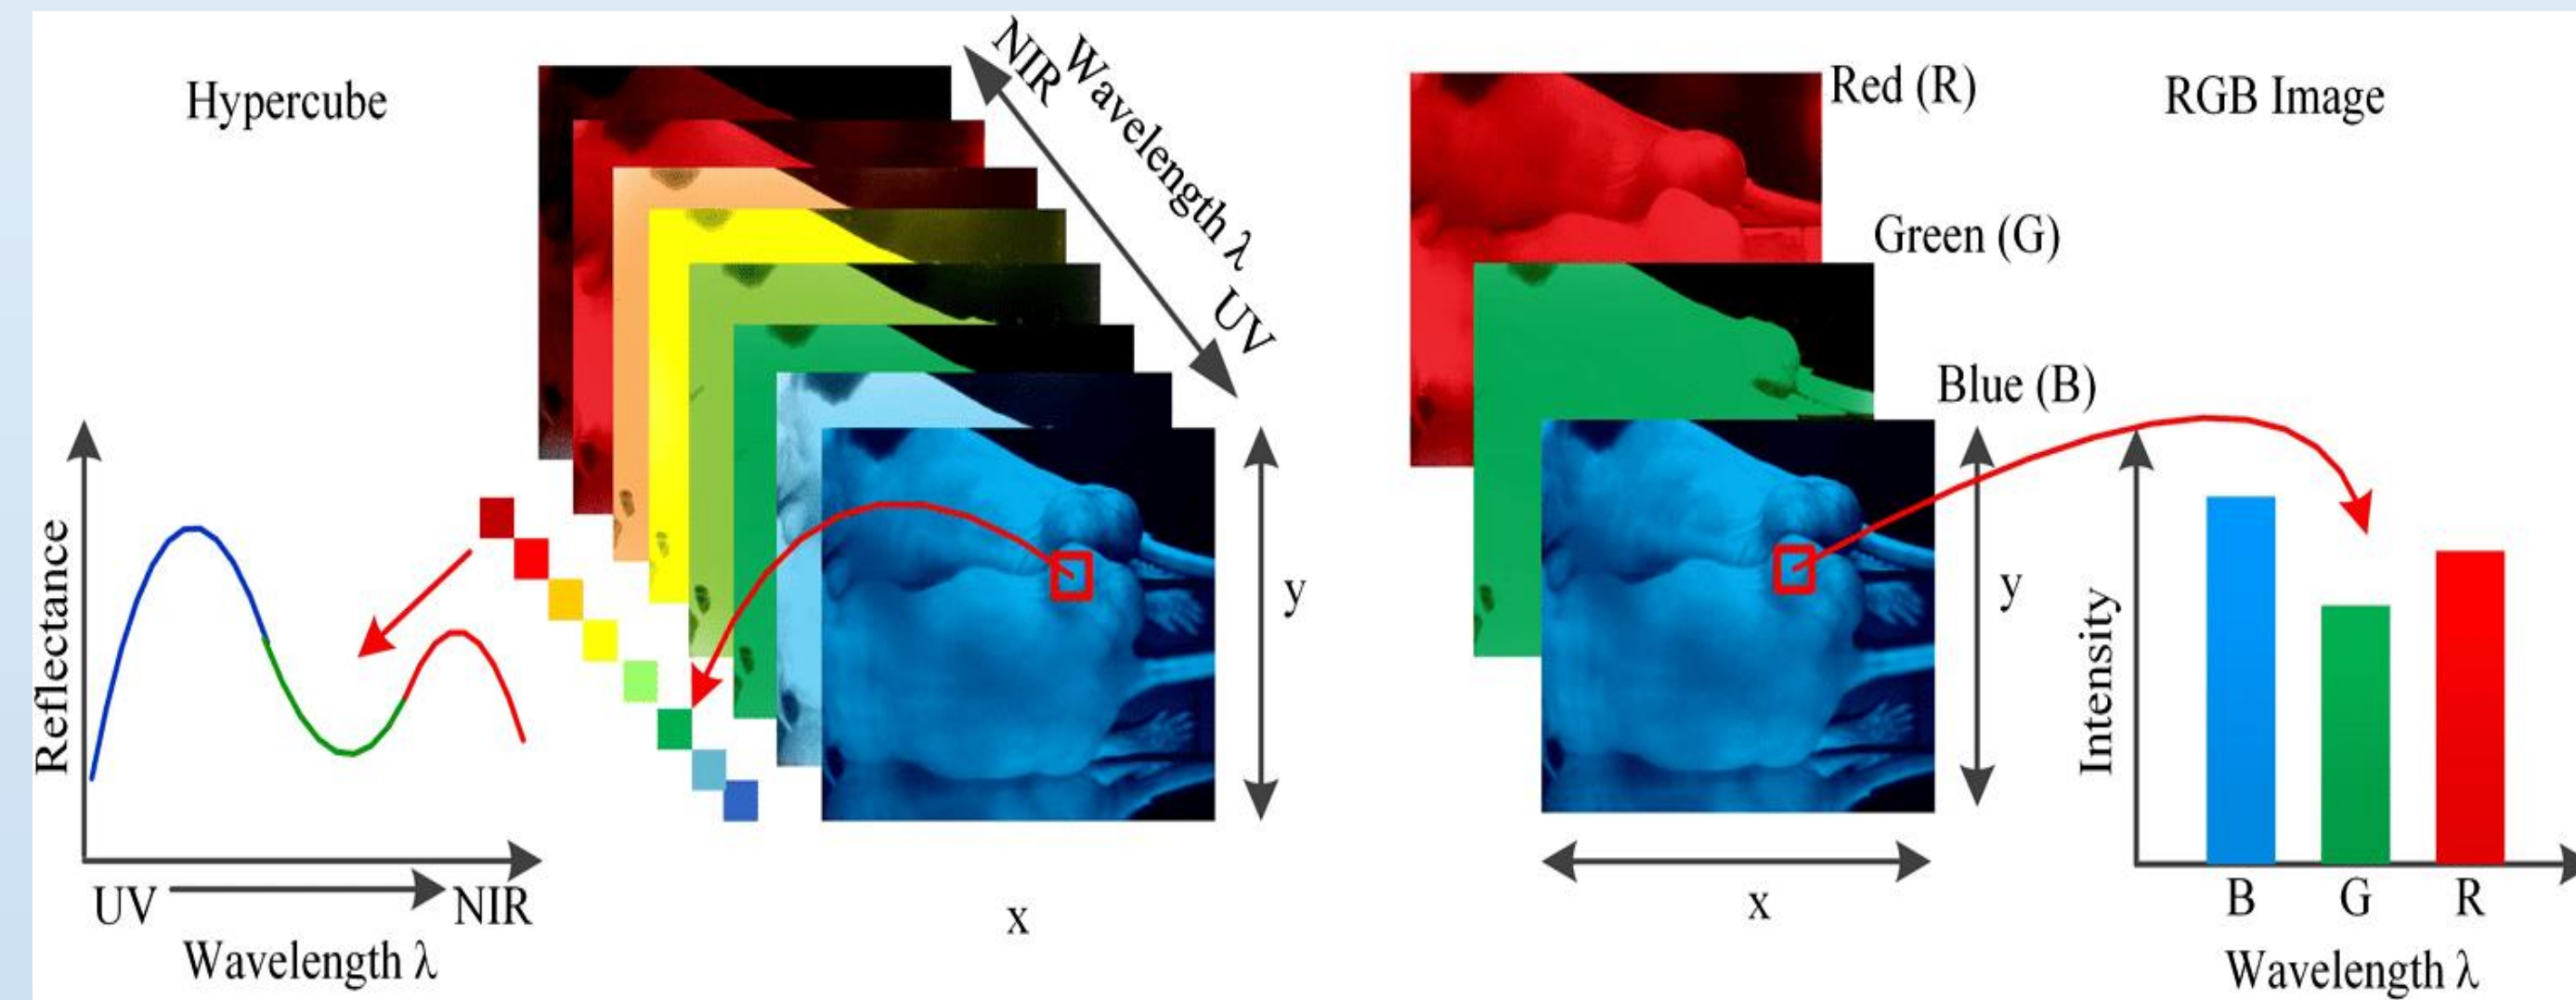 Hypercube
NIR
Wavelength λ
UV
Reflectance
UV
NIR
Wavelength λ
y
x
Red (R)
Green (G)
Blue (B)
RGB Image
y
x
Intensity
B
G
R
Wavelength λ